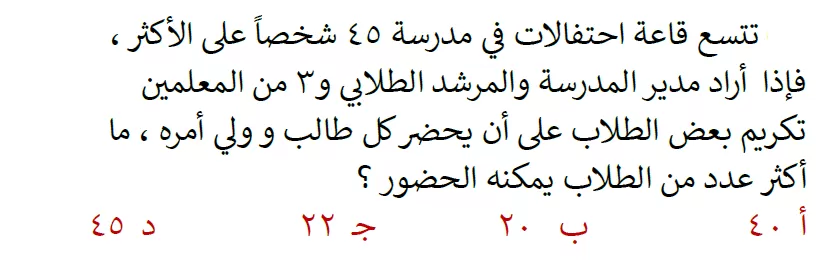 تتسع قاعة احتفالات في مدرسة ٤٥ شخصاً على الأكثر ،
فإذا أراد مدير المدرسة والمرشد الطلابي و٣ من المعلمين
تكريم بعض الطلاب على أن يحضر كل طالب و ولي أمره ، ما
أكثر عدد من الطلاب يمكنه الحضور ؟
أ ٤٠ ب ٢٠ جـ ٢٢ د ٤٥